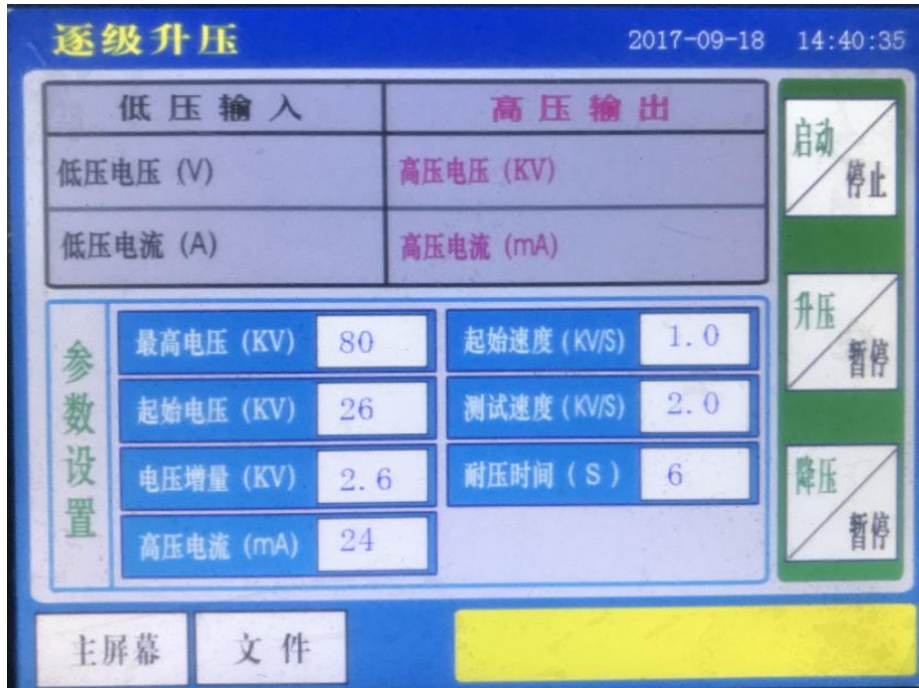 逐级升压 2017-09-18 14:40:35
低压输入 高压输出
低压电压 (V) 高压电压 (KV)
低压电流 (A) 高压电流 (mA)
启动 停止
升压 暂停
降压 暂停
参数设置
最高电压 (KV) 80 起始速度 (KV/S) 1.0
起始电压 (KV) 26 测试速度 (KV/S) 2.0
电压增量 (KV) 2.6 耐压时间 (S) 6
高压电流 (mA) 24
主屏幕 文件